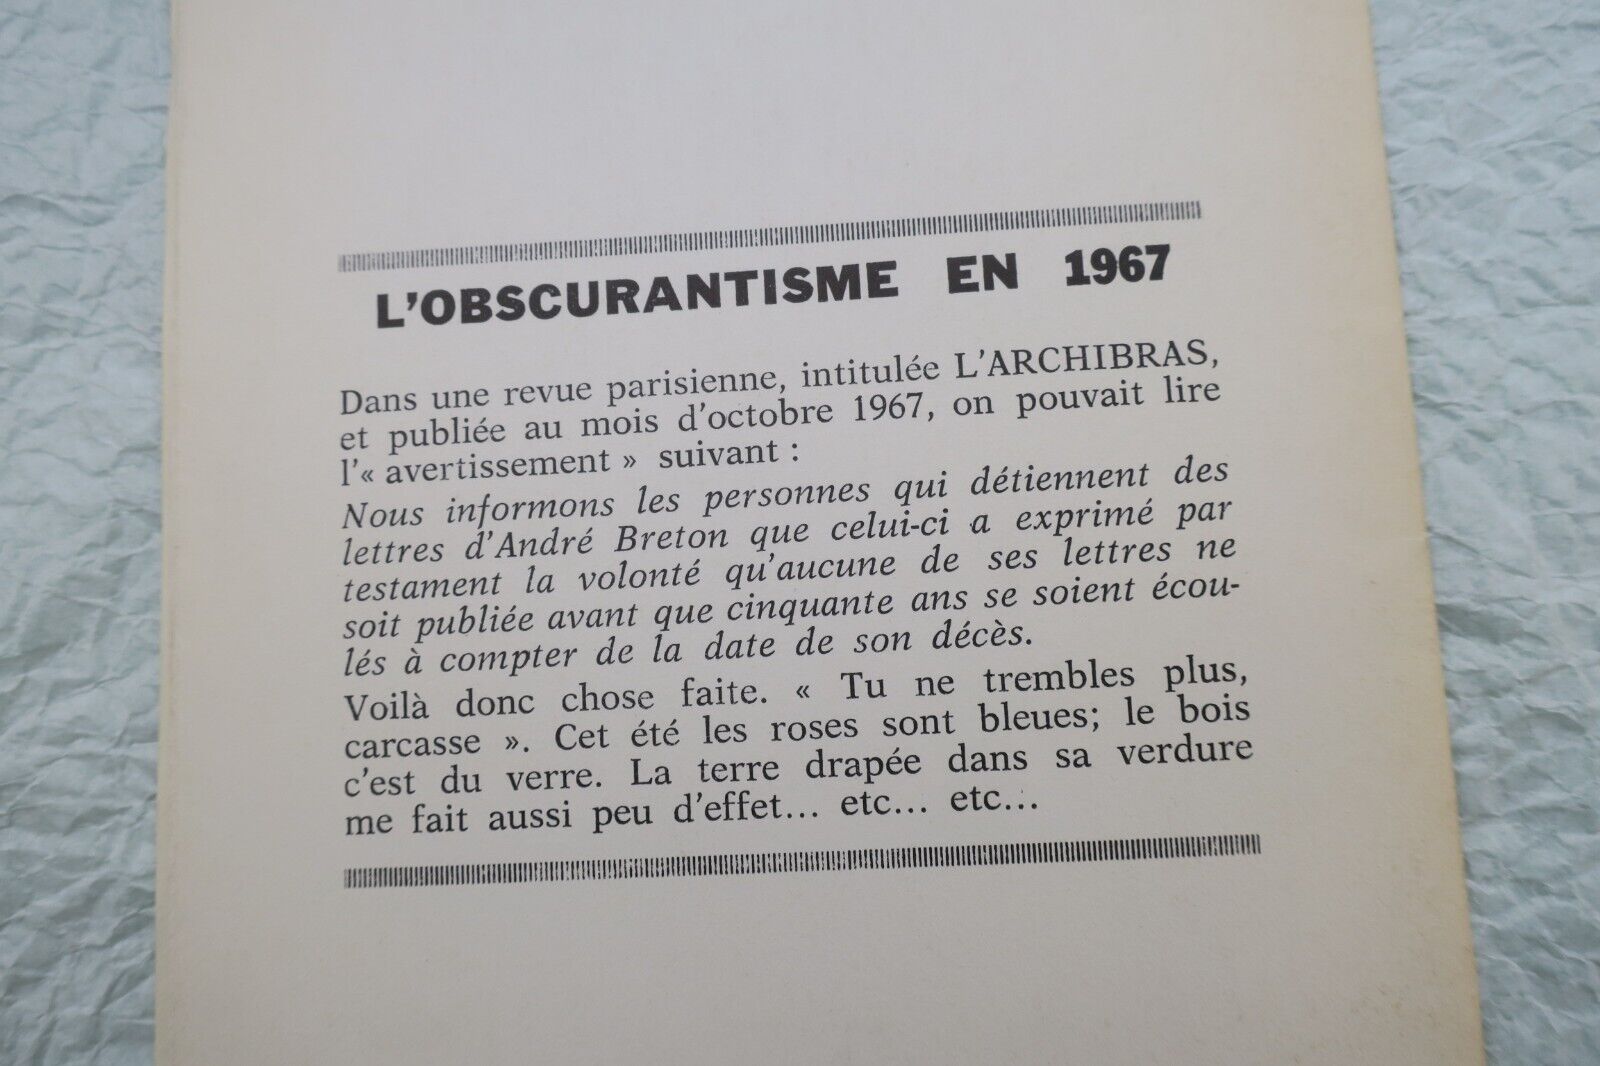 L'OBSCURANTISME EN 1967
Dans une revue parisienne, intitulée L'ARCHIBRAS,
et publiée au mois d'octobre 1967, on pouvait lire
l'« avertissement » suivant :
Nous informons les personnes qui détiennent des
lettres d'André Breton que celui-ci a exprimé par
testament la volonté qu'aucune de ses lettres ne
soit publiée avant que cinquante ans se soient écou-
lés à compter de la date de son décès.
Voilà donc chose faite. « Tu ne trembles plus,
carcasse ». Cet été les roses sont bleues; le bois
c'est du verre. La terre drapée dans sa verdure
me fait aussi peu d'effet... etc... etc...